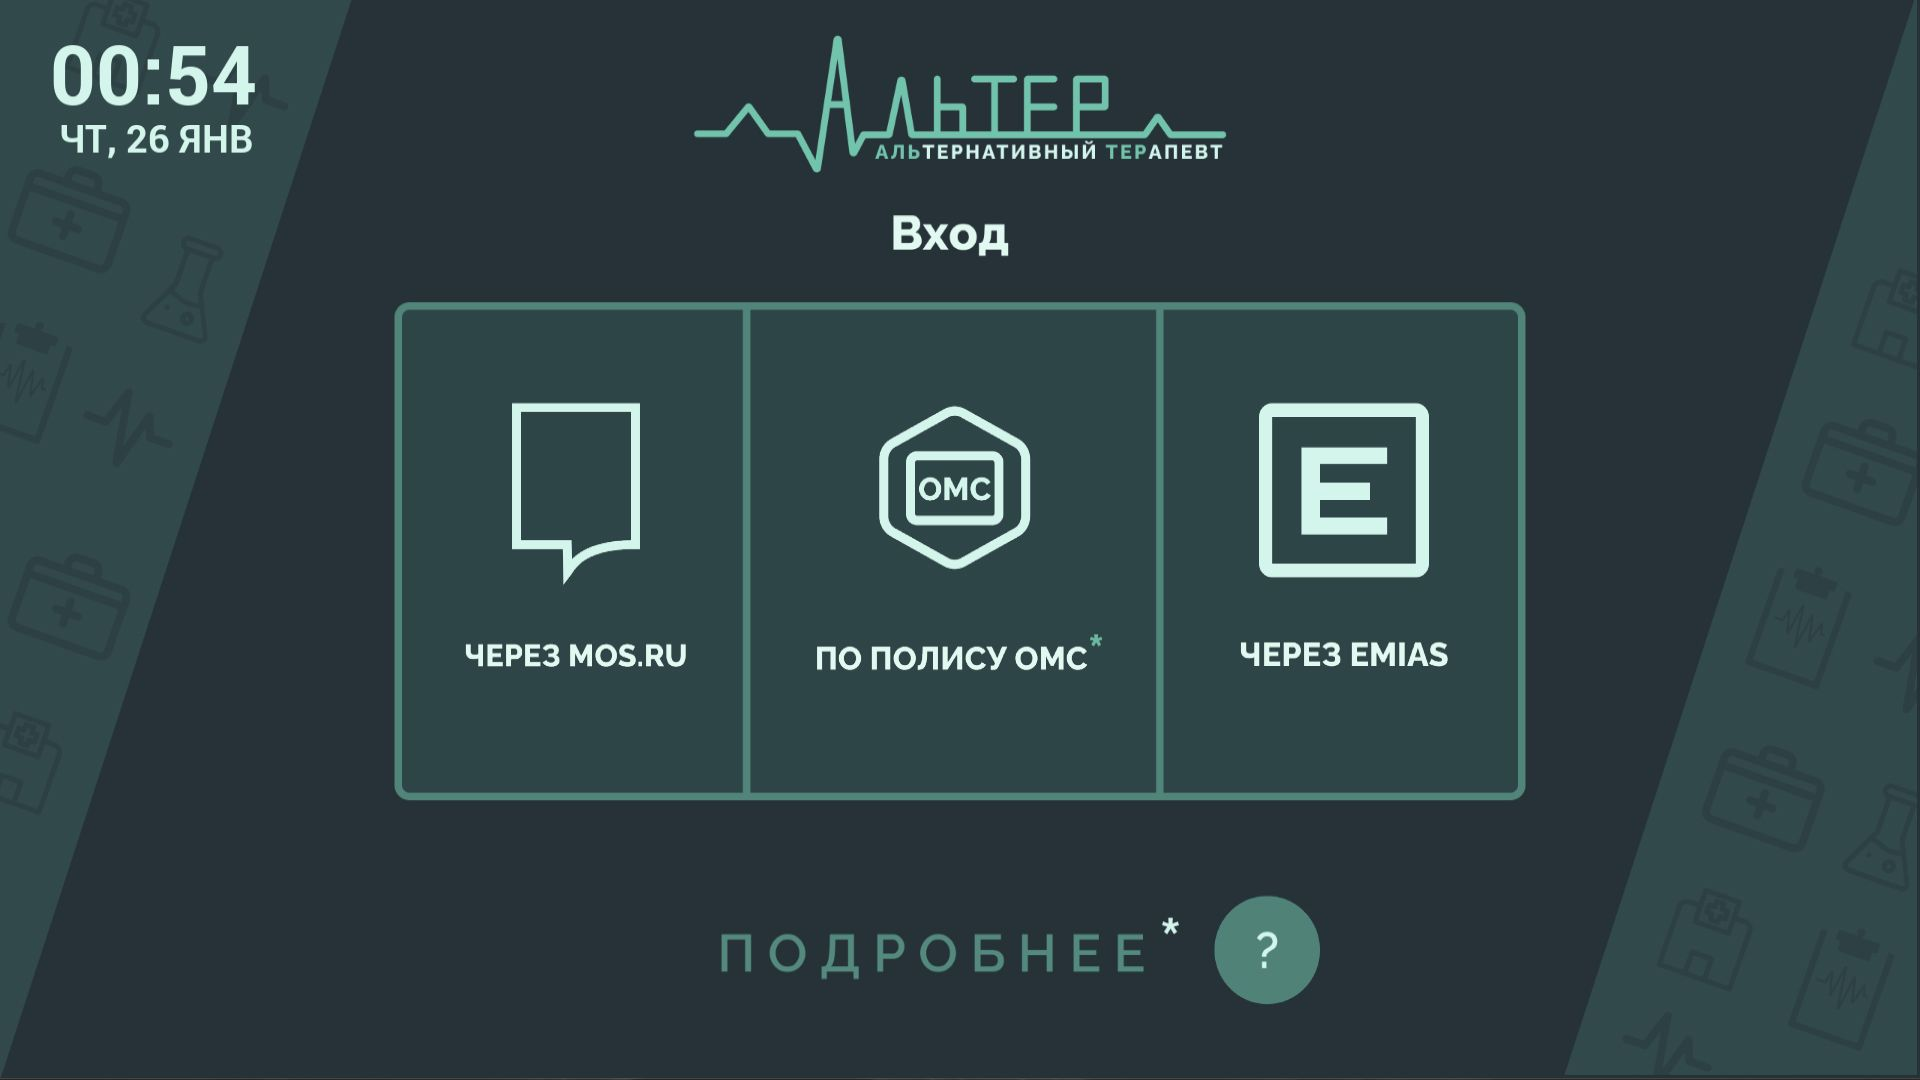 00:54
ЧТ, 26 ЯНВ
АЛЬТЕР
АЛЬТЕРНАТИВНЫЙ ТЕРАПЕВТ
Вход
ОМС
E
ЧЕРЕЗ MOS.RU
ПО ПОЛИСУ ОМС*
ЧЕРЕЗ EMIAS
ПОДРОБНЕЕ* ?